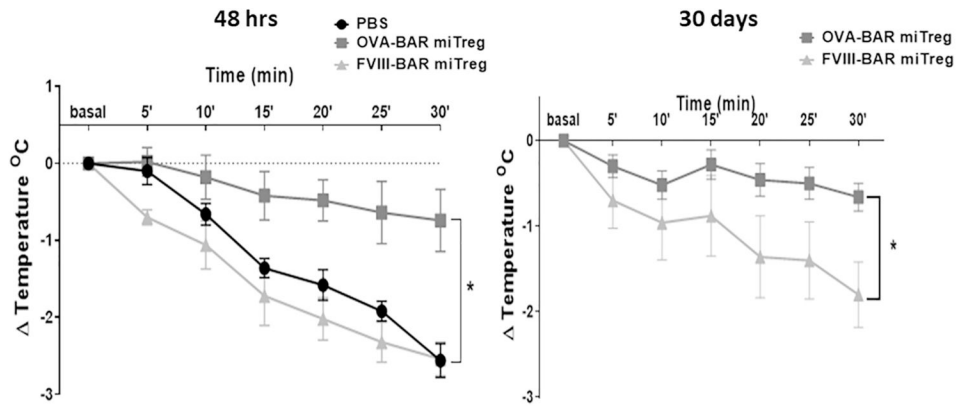 48 hrs
PBS
OVA-BAR miTreg
FVIII-BAR miTreg
Time (min)
basal 5' 10' 15' 20' 25' 30'
1
0
-1
-2
-3
Δ Temperature °C
*
30 days
OVA-BAR miTreg
FVIII-BAR miTreg
Time (min)
basal 5' 10' 15' 20' 25' 30'
0
-1
-2
-3
Δ Temperature °C
*